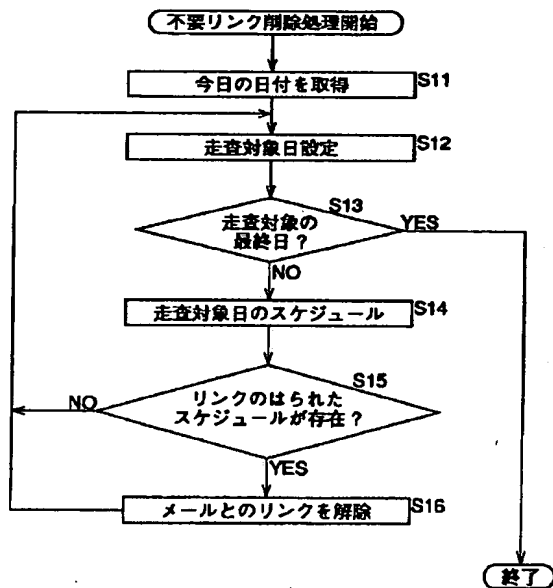 不要リンク削除処理開始
今日の日付を取得
S11
走査対象日設定
S12
S13
走査対象の
最終日？
YES
NO
走査対象日のスケジュール
S14
S15
リンクのはられた
スケジュールが存在？
NO
YES
メールとのリンクを解除
S16
終了